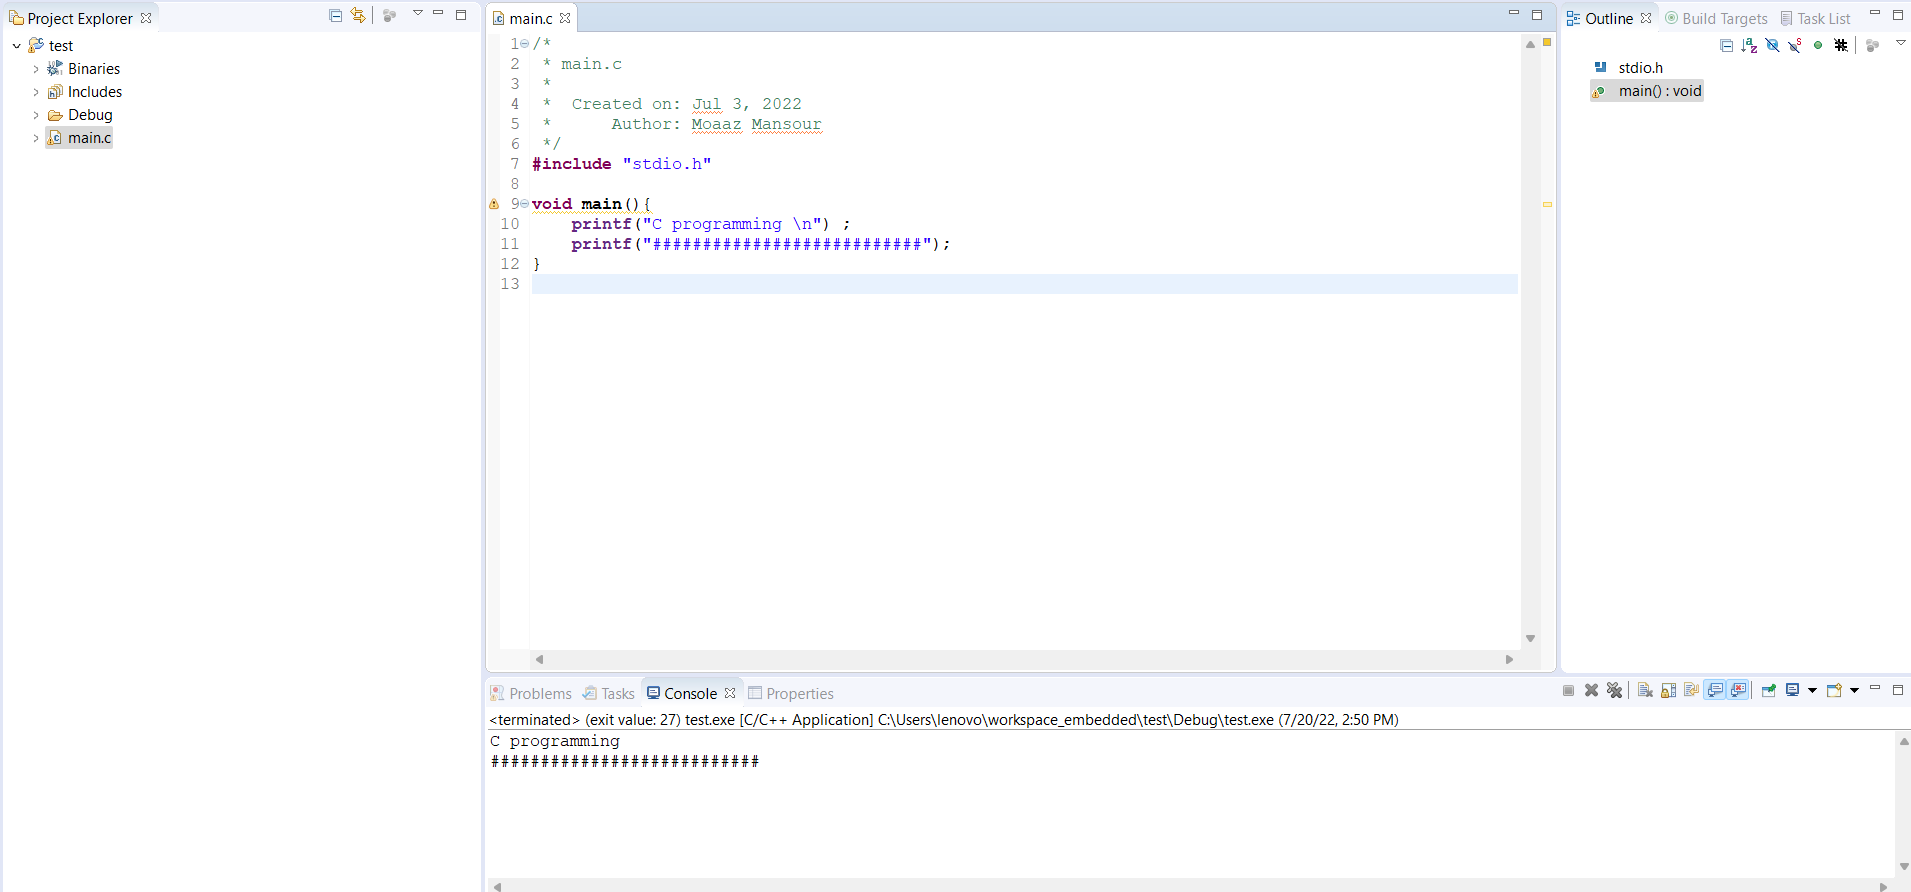 Project Explorer
test
Binaries
Includes
Debug
main.c
main.c
1 /*
2  * main.c
3  *
4  *  Created on: Jul 3, 2022
5  *      Author: Moaaz Mansour
6  */
7 #include "stdio.h"
8
9 void main(){
10     printf("C programming \n") ;
11     printf("###########################");
12 }
13
Outline Build Targets Task List
stdio.h
main() : void
Problems Tasks Console Properties
<terminated> (exit value: 27) test.exe [C/C++ Application] C:\Users\lenovo\workspace_embedded\test\Debug\test.exe (7/20/22, 2:50 PM)
C programming
###########################